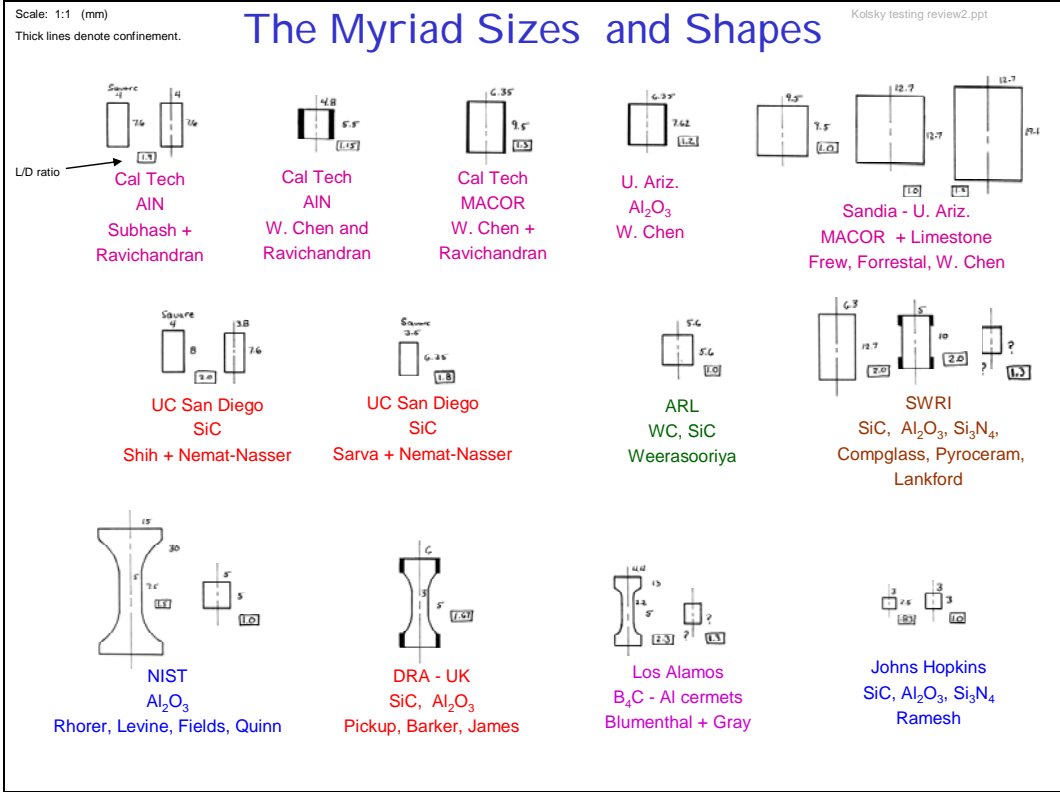 Scale: 1:1 (mm)
Thick lines denote confinement.
The Myriad Sizes and Shapes
Kolsky testing review2.ppt
Square
4
7.6
4
7.6
1.9
L/D ratio
Cal Tech
AlN
Subhash +
Ravichandran
4.8
5.5
1.15
Cal Tech
AlN
W. Chen and
Ravichandran
6.35
9.5
1.5
Cal Tech
MACOR
W. Chen +
Ravichandran
6.35
7.62
1.2
U. Ariz.
Al₂O₃
W. Chen
9.5
9.5
1.0
12.7
12.7
1.0
12.7
19.1
1.5
Sandia - U. Ariz.
MACOR + Limestone
Frew, Forrestal, W. Chen
Square
4
8
3.8
7.6
2.0
UC San Diego
SiC
Shih + Nemat-Nasser
Square
3.5
6.35
1.8
UC San Diego
SiC
Sarva + Nemat-Nasser
5.6
5.6
1.0
ARL
WC, SiC
Weerasooriya
6.3
12.7
2.0
5
10
2.0
?
?
1.3
SWRI
SiC, Al₂O₃, Si₃N₄,
Compglass, Pyroceram,
Lankford
15
30
5
7.5
1.5
5
5
1.0
NIST
Al₂O₃
Rhorer, Levine, Fields, Quinn
6
3
5
1.67
DRA - UK
SiC, Al₂O₃
Pickup, Barker, James
13
2.2
5
2.3
?
?
1.3
Los Alamos
B₄C - Al cermets
Blumenthal + Gray
3
2.5
.83
3
3
1.0
Johns Hopkins
SiC, Al₂O₃, Si₃N₄
Ramesh